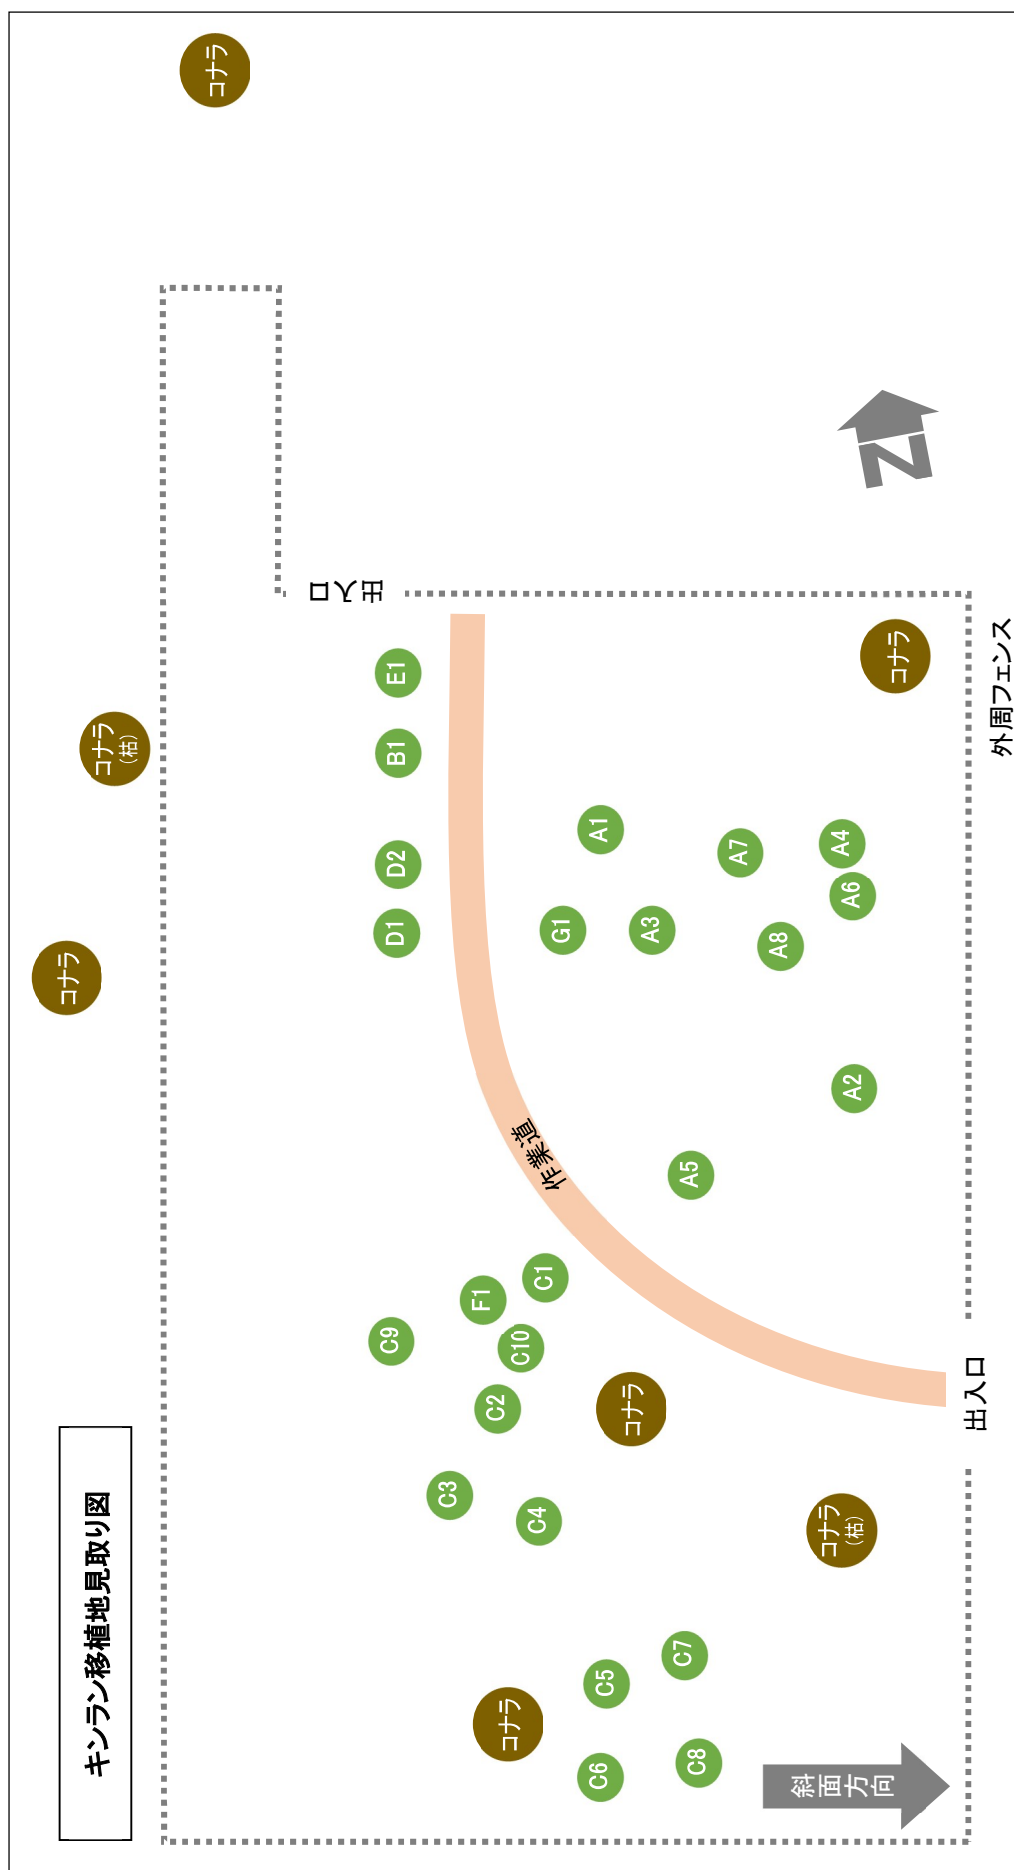 キンラン移植地見取り図
コナラ
コナラ
(枯)
コナラ
出入口
E1
B1
D2
D1
A1
G1
A3
A7
A4
A6
A8
A2
A5
コナラ
外周フェンス
N
作業道
C9
F1
C1
C10
C2
C3
C4
コナラ
出入口
コナラ
(枯)
コナラ
C5
C7
C6
C8
斜面方向